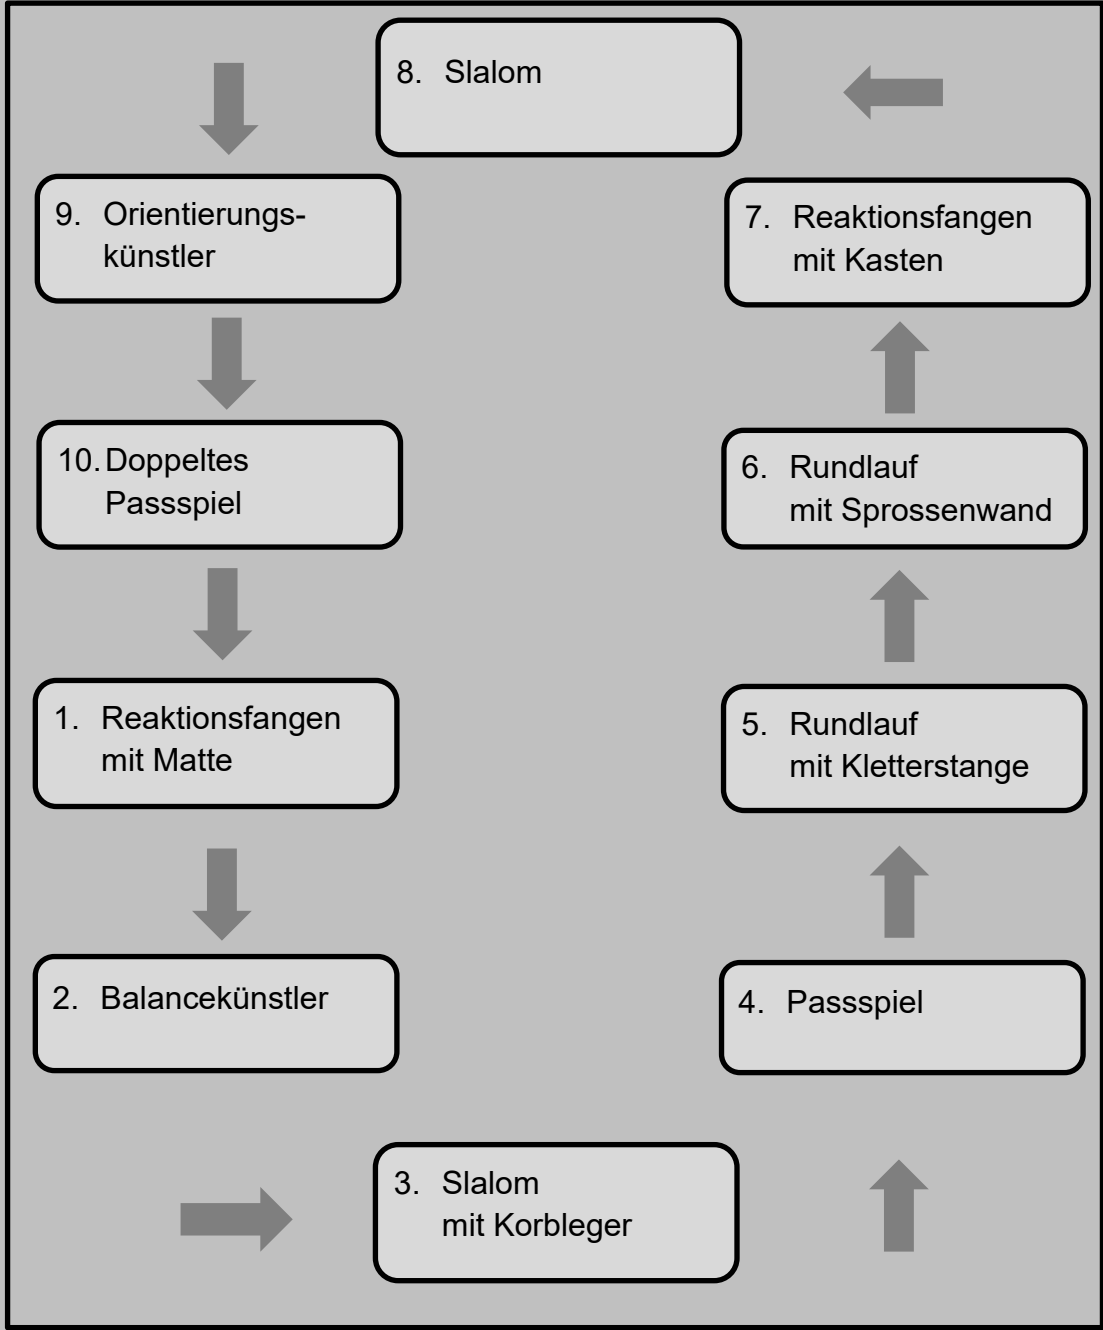 8. Slalom
9. Orientierungs-
künstler
7. Reaktionsfangen
mit Kasten
10. Doppeltes
Passspiel
6. Rundlauf
mit Sprossenwand
1. Reaktionsfangen
mit Matte
5. Rundlauf
mit Kletterstange
2. Balancekünstler
4. Passspiel
3. Slalom
mit Korbleger